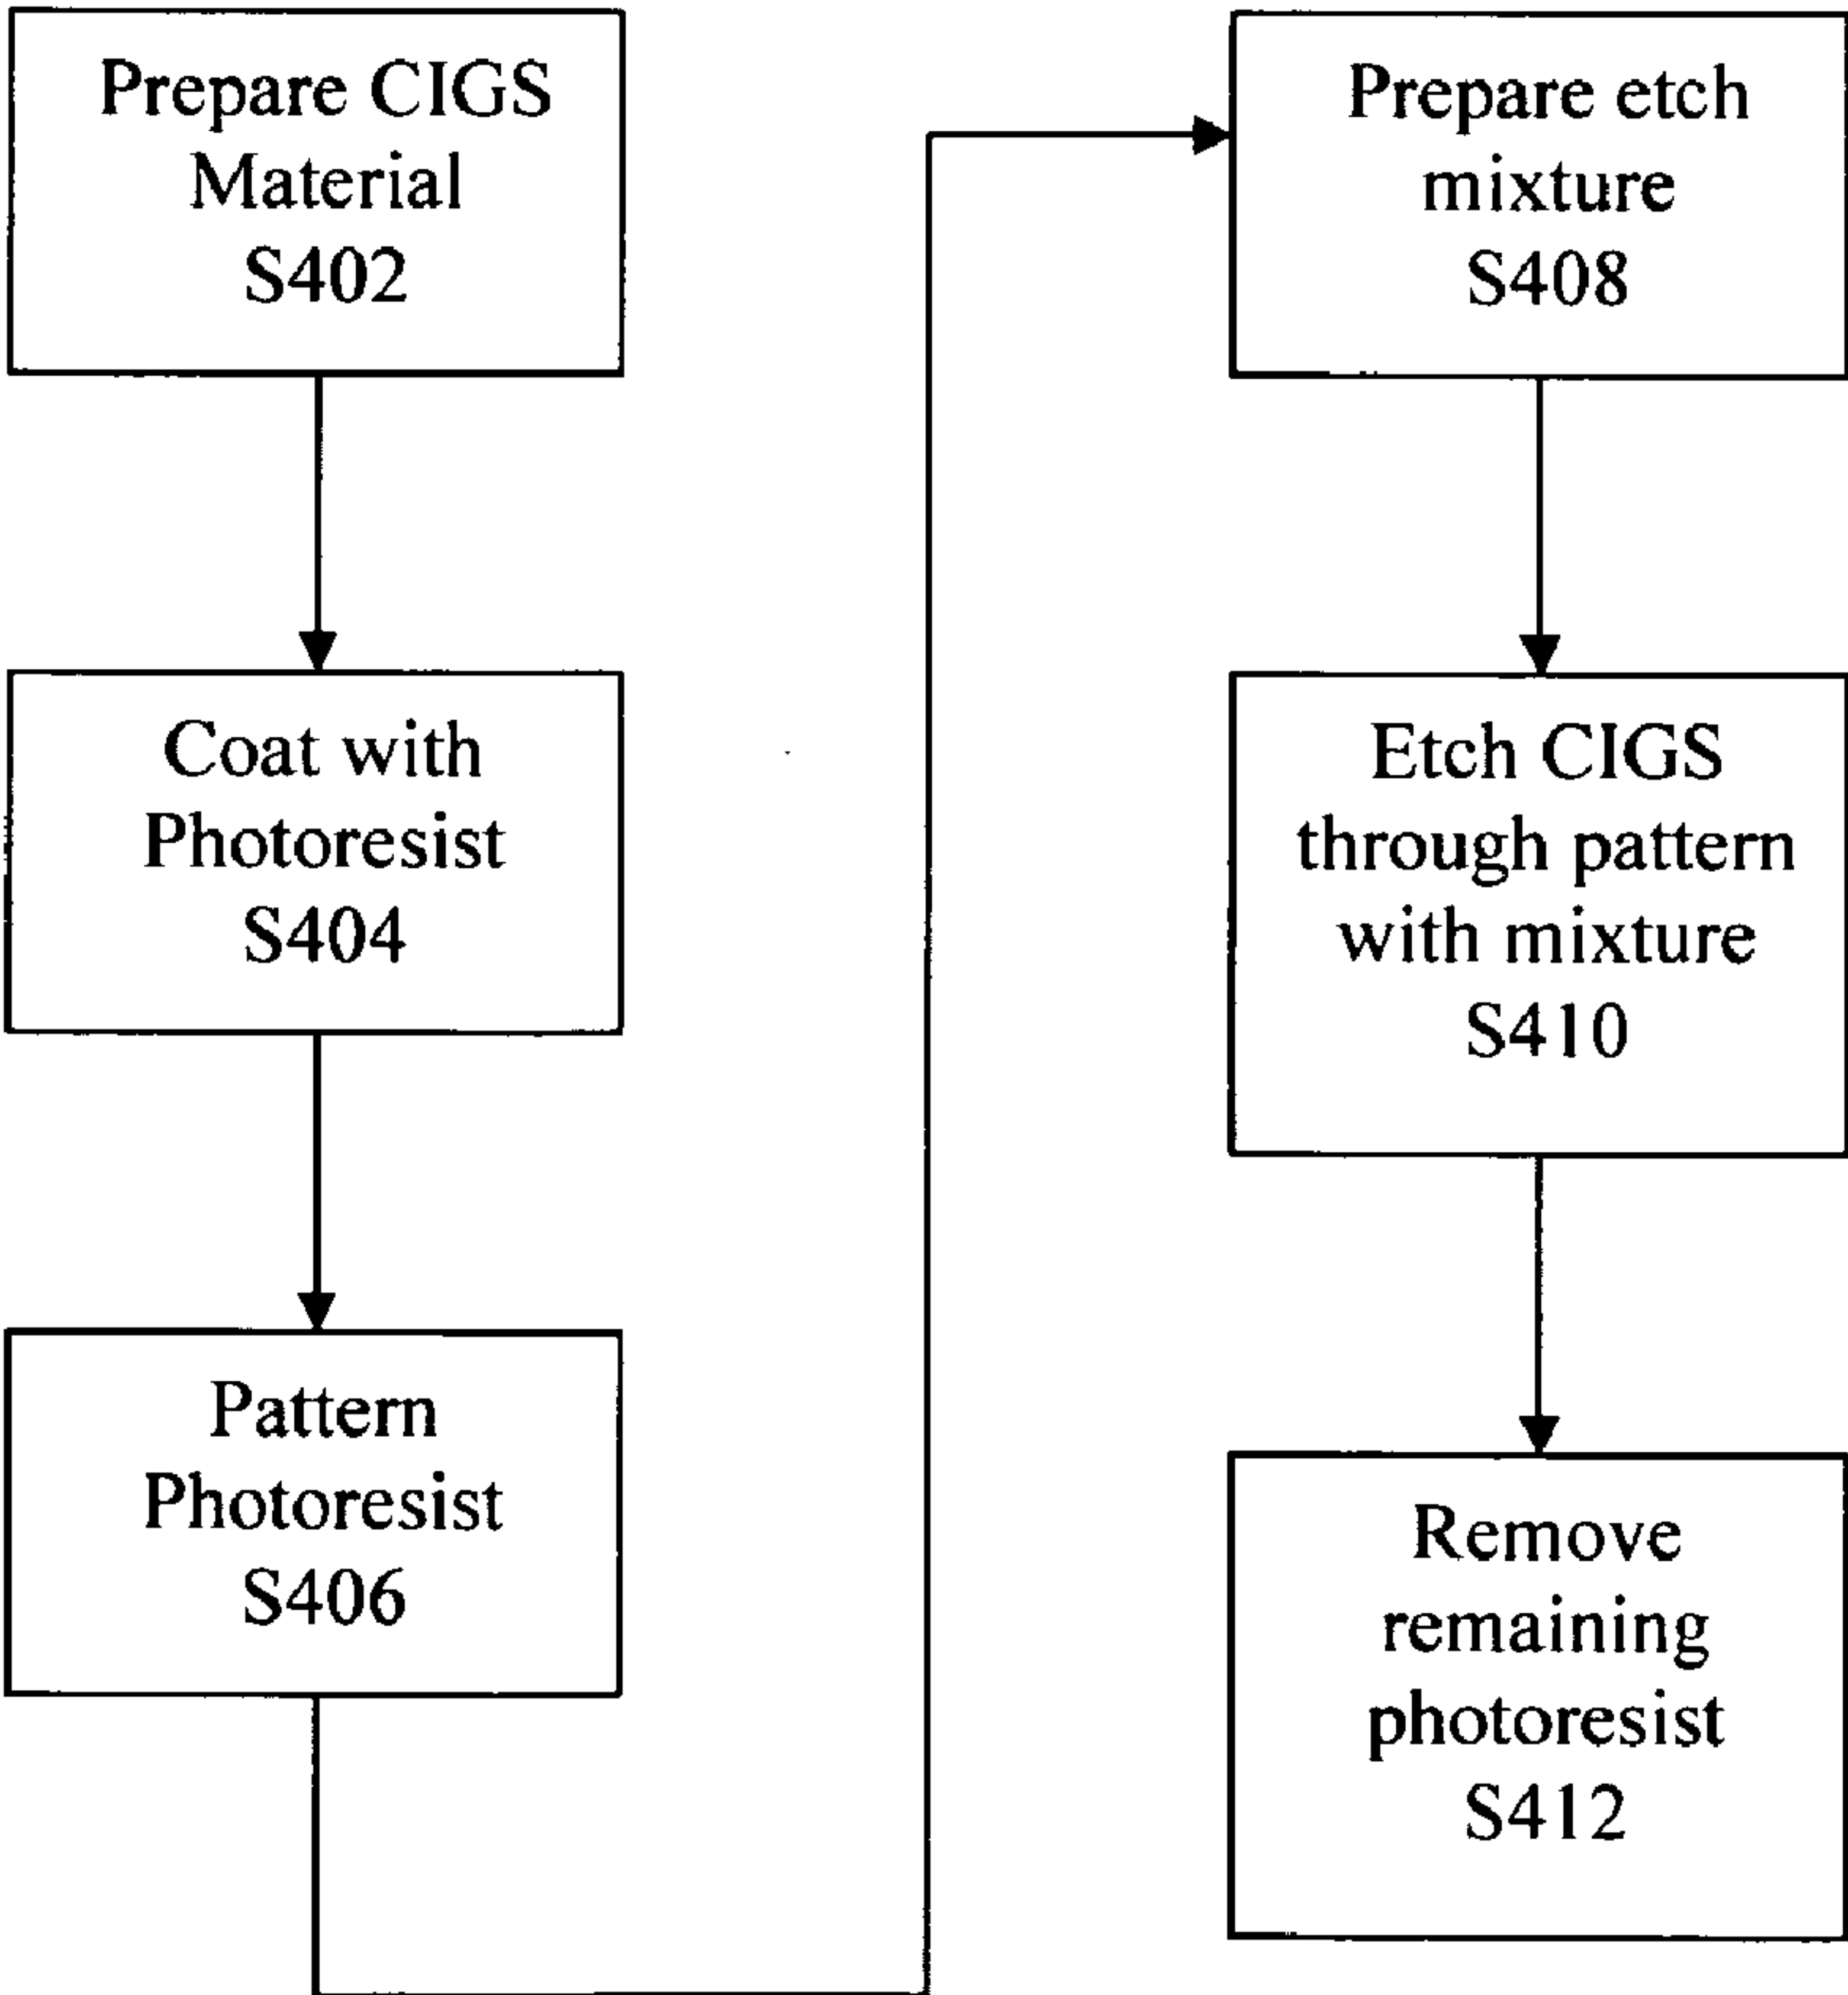 Prepare CIGS
Material
S402
Coat with
Photoresist
S404
Pattern
Photoresist
S406
Prepare etch
mixture
S408
Etch CIGS
through pattern
with mixture
S410
Remove
remaining
photoresist
S412